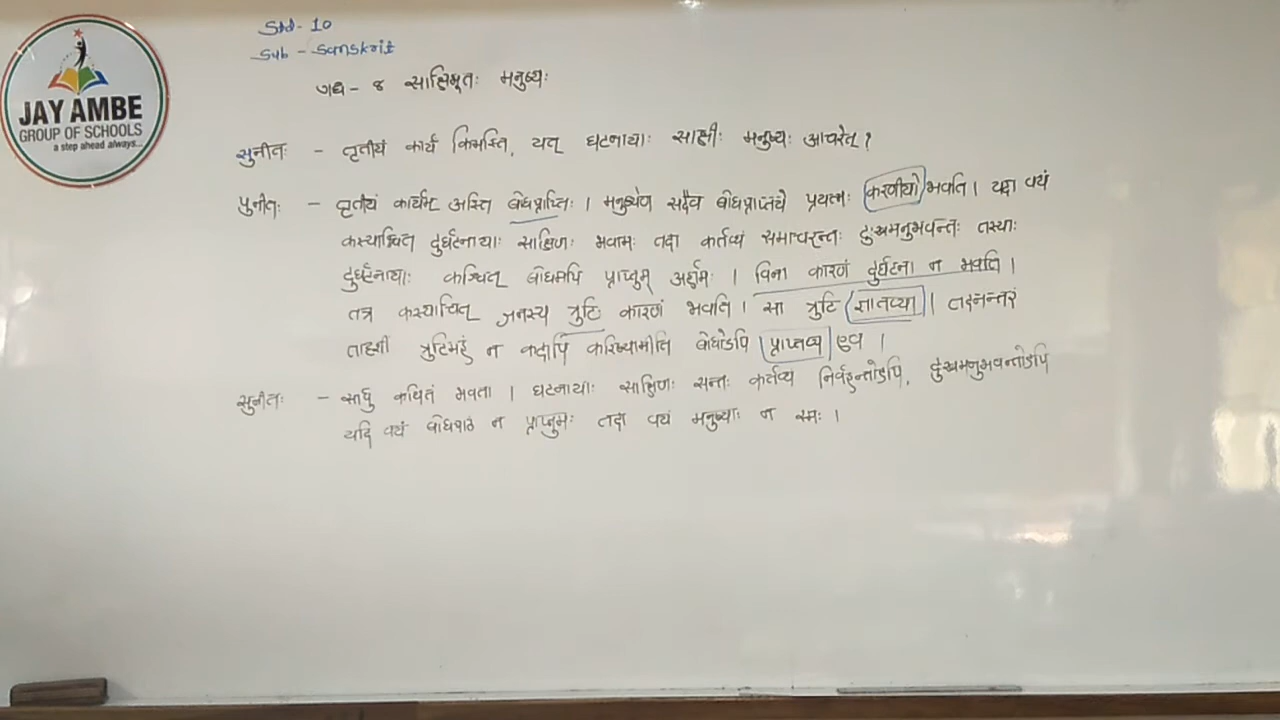 JAY AMBE
GROUP OF SCHOOLS
a step ahead always...
Std- 10
Sub - Sanskrit
गद्य - ४ साक्षिभूतः मनुष्यः
सुनीतः - तृतीयं कार्यं किमस्ति, यत् घटनायाः साक्षीः मनुष्यः आचरेत् ?
पुनीतः - तृतीयं कार्यम् अस्ति बोधप्राप्तिः । मनुष्येण सदैव बोधप्राप्तये प्रयत्नः करणीयो भवति । यदा वयं
कस्याश्चित् दुर्घटनायाः साक्षिणः भवामः तदा कर्तव्यं समाचरन्तः दुःखमनुभवन्तः तस्याः
दुर्घटनायाः कश्चित् बोधमपि प्राप्तुम् अर्हामः । विना कारणं दुर्घटना न भवति ।
तत्र कस्याचित् जनस्य त्रुटिः कारणं भवति । सा त्रुटि ज्ञातव्या । तदनन्तरं
तादृशीं त्रुटिमहं न कदापि करिष्यामीति बोधोऽपि प्राप्तव्य एव ।
सुनीतः - साधु कथितं भवता । घटनायाः साक्षिणः सन्तः कर्तव्यं निर्वहन्तोऽपि, दुःखमनुभवन्तोऽपि
यदि वयं बोधपाठं न प्राप्नुमः तदा वयं मनुष्याः न स्मः ।